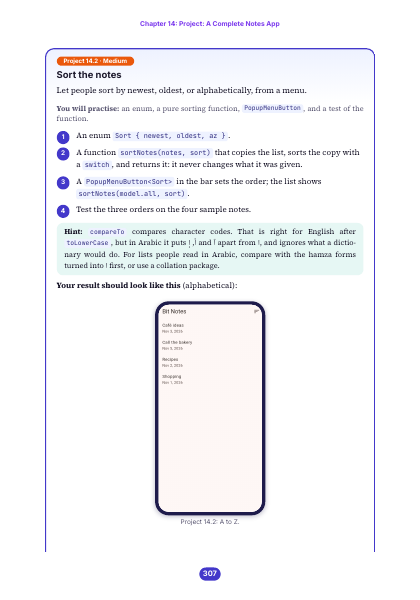 Chapter 14: Project: A Complete Notes App
Project 14.2 · Medium
Sort the notes
Let people sort by newest, oldest, or alphabetically, from a menu.
You will practise: an enum, a pure sorting function, PopupMenuButton, and a test of the
function.
1 An enum Sort { newest, oldest, az }.
2 A function sortNotes(notes, sort) that copies the list, sorts the copy with
a switch, and returns it: it never changes what it was given.
3 A PopupMenuButton<Sort> in the bar sets the order; the list shows
sortNotes(model.all, sort).
4 Test the three orders on the four sample notes.
Hint: compareTo compares character codes. That is right for English after
toLowerCase, but in Arabic it puts أ, إ and آ apart from ا, and ignores what a dictio-
nary would do. For lists people read in Arabic, compare with the hamza forms
turned into ا first, or use a collation package.
Your result should look like this (alphabetical):
Bit Notes
Café ideas
Nov 3, 2026
Call the bakery
Recipes
Nov 2, 2026
Shopping
Nov 1, 2026
Project 14.2: A to Z.
307